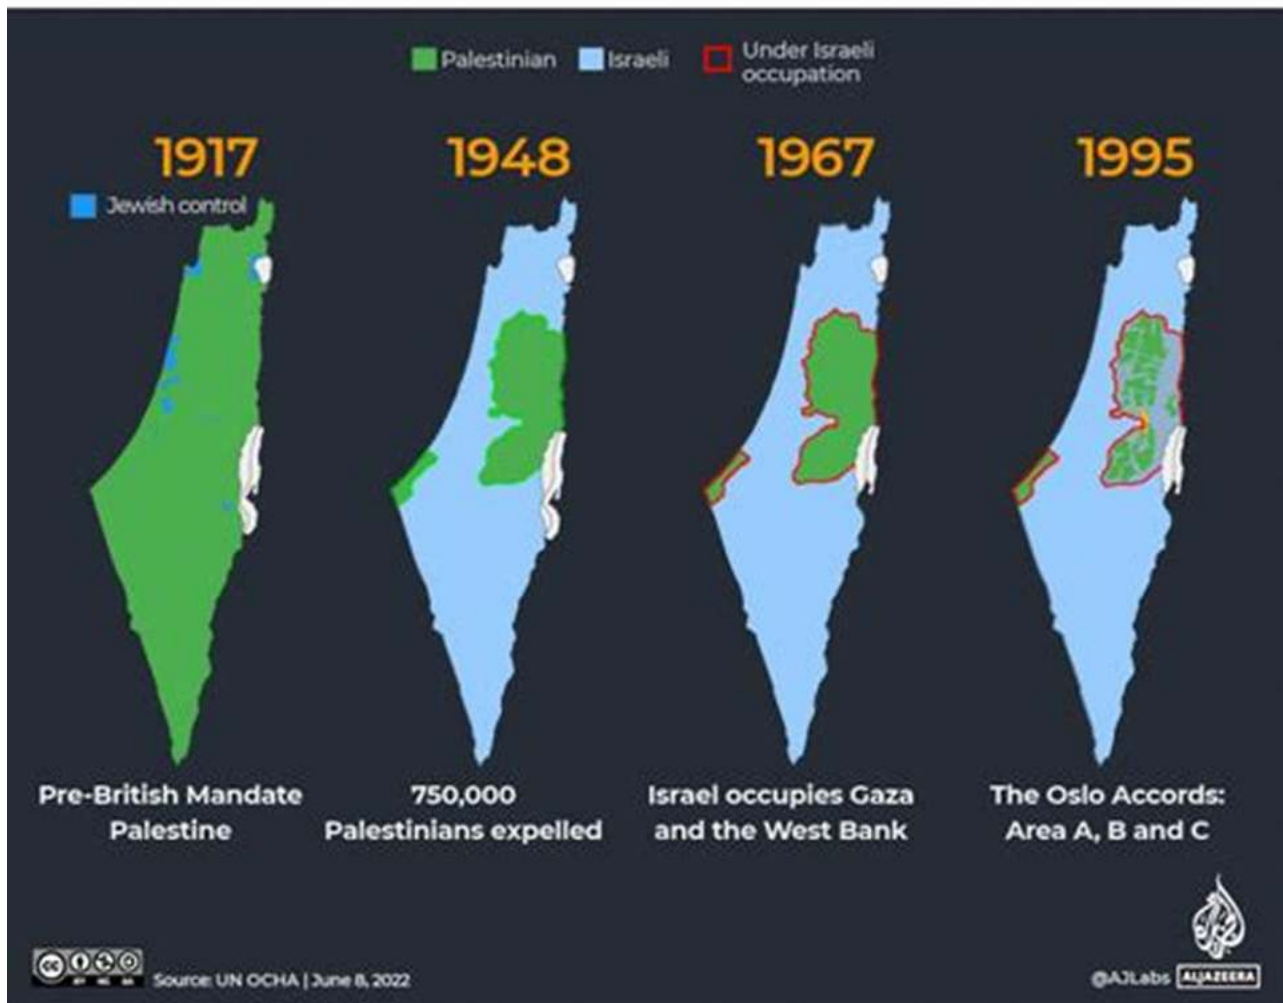 Palestinian
Israeli
Under Israeli
occupation
1917
1948
1967
1995
Jewish control
Pre-British Mandate
Palestine
750,000
Palestinians expelled
Israel occupies Gaza
and the West Bank
The Oslo Accords:
Area A, B and C
cc
Source: UN OCHA | June 8, 2022
@AJLabs
ALJAZEERA